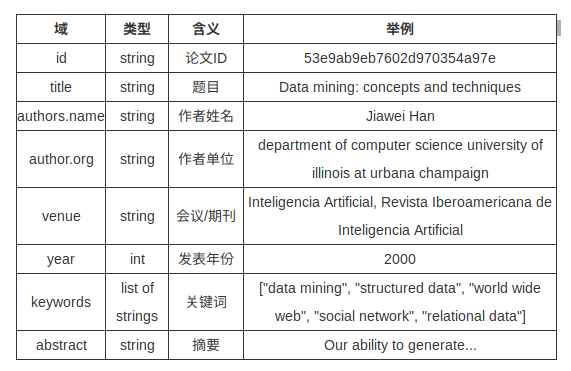 域 类型 含义 举例
id string 论文ID 53e9ab9eb7602d970354a97e
title string 题目 Data mining: concepts and techniques
authors.name string 作者姓名 Jiawei Han
author.org string 作者单位 department of computer science university of
illinois at urbana champaign
venue string 会议/期刊 Inteligencia Artificial, Revista Iberoamericana de
Inteligencia Artificial
year int 发表年份 2000
keywords list of
strings 关键词 ["data mining", "structured data", "world wide
web", "social network", "relational data"]
abstract string 摘要 Our ability to generate...